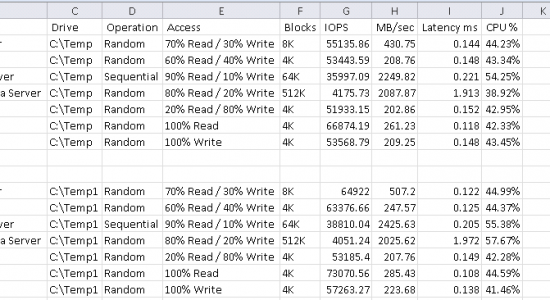 C D E F G H I J K
Drive Operation Access Blocks IOPS MB/sec Latency ms CPU %
r C:\Temp Random 70% Read / 30% Write 8K 55135.86 430.75 0.144 44.23%
C:\Temp Random 60% Read / 40% Write 4K 53443.59 208.76 0.148 43.34%
ver C:\Temp Sequential 90% Read / 10% Write 64K 35997.09 2249.82 0.221 54.25%
a Server C:\Temp Random 80% Read / 20% Write 512K 4175.73 2087.87 1.913 38.92%
C:\Temp Random 20% Read / 80% Write 4K 51933.15 202.86 0.152 42.95%
C:\Temp Random 100% Read 4K 66874.19 261.23 0.118 42.33%
C:\Temp Random 100% Write 4K 53568.79 209.25 0.148 43.45%
r C:\Temp1 Random 70% Read / 30% Write 8K 64922 507.2 0.122 44.99%
C:\Temp1 Random 60% Read / 40% Write 4K 63376.66 247.57 0.125 44.37%
ver C:\Temp1 Sequential 90% Read / 10% Write 64K 38810.04 2425.63 0.205 55.38%
a Server C:\Temp1 Random 80% Read / 20% Write 512K 4051.24 2025.62 1.972 57.67%
C:\Temp1 Random 20% Read / 80% Write 4K 53185.4 207.76 0.149 42.28%
C:\Temp1 Random 100% Read 4K 73070.56 285.43 0.108 44.59%
C:\Temp1 Random 100% Write 4K 57263.27 223.68 0.138 41.46%